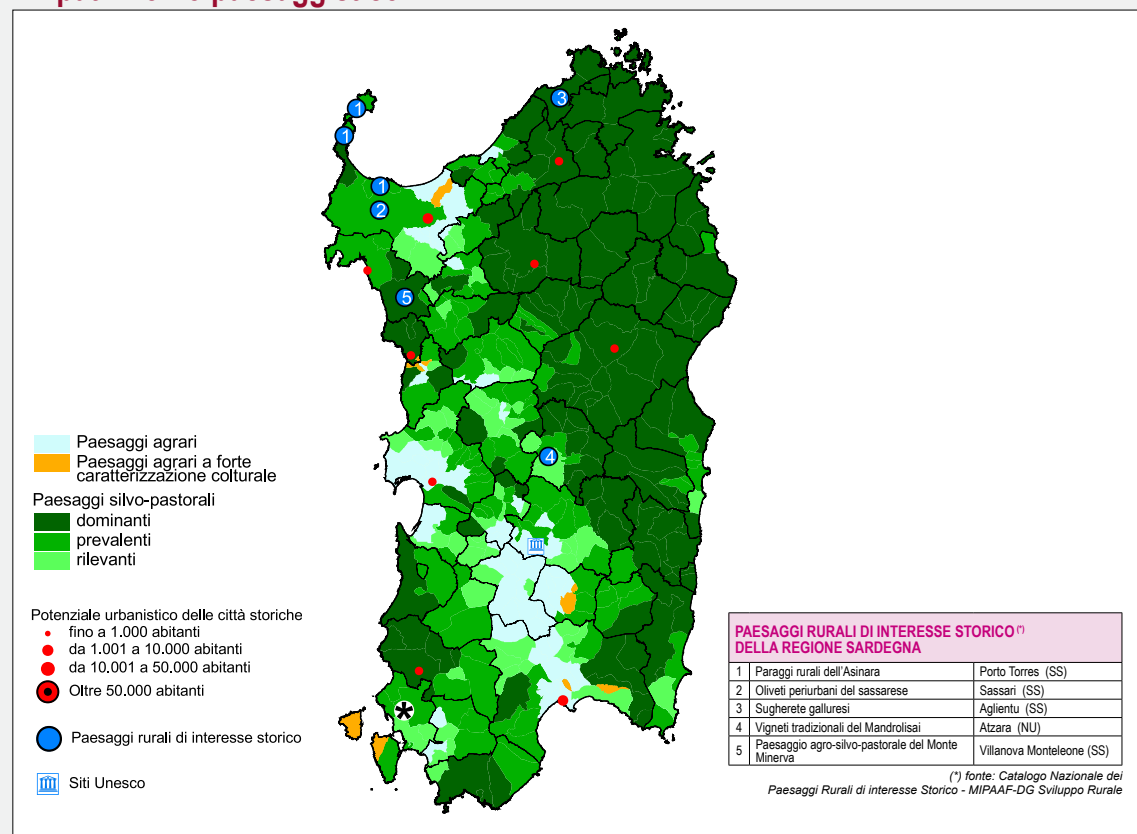 1
3
1
1
2
5
4
Paesaggi agrari
Paesaggi agrari a forte
caratterizzazione colturale
Paesaggi silvo-pastorali
dominanti
prevalenti
rilevanti
Potenziale urbanistico delle città storiche
fino a 1.000 abitanti
da 1.001 a 10.000 abitanti
da 10.001 a 50.000 abitanti
Oltre 50.000 abitanti
Paesaggi rurali di interesse storico
Siti Unesco
*
PAESAGGI RURALI DI INTERESSE STORICO (*)
DELLA REGIONE SARDEGNA
1 Paraggi rurali dell'Asinara Porto Torres (SS)
2 Oliveti periurbani del sassarese Sassari (SS)
3 Sugherete galluresi Aglientu (SS)
4 Vigneti tradizionali del Mandrolisai Atzara (NU)
5 Paesaggio agro-silvo-pastorale del Monte
Minerva Villanova Monteleone (SS)
(*) fonte: Catalogo Nazionale dei
Paesaggi Rurali di interesse Storico - MIPAAF-DG Sviluppo Rurale